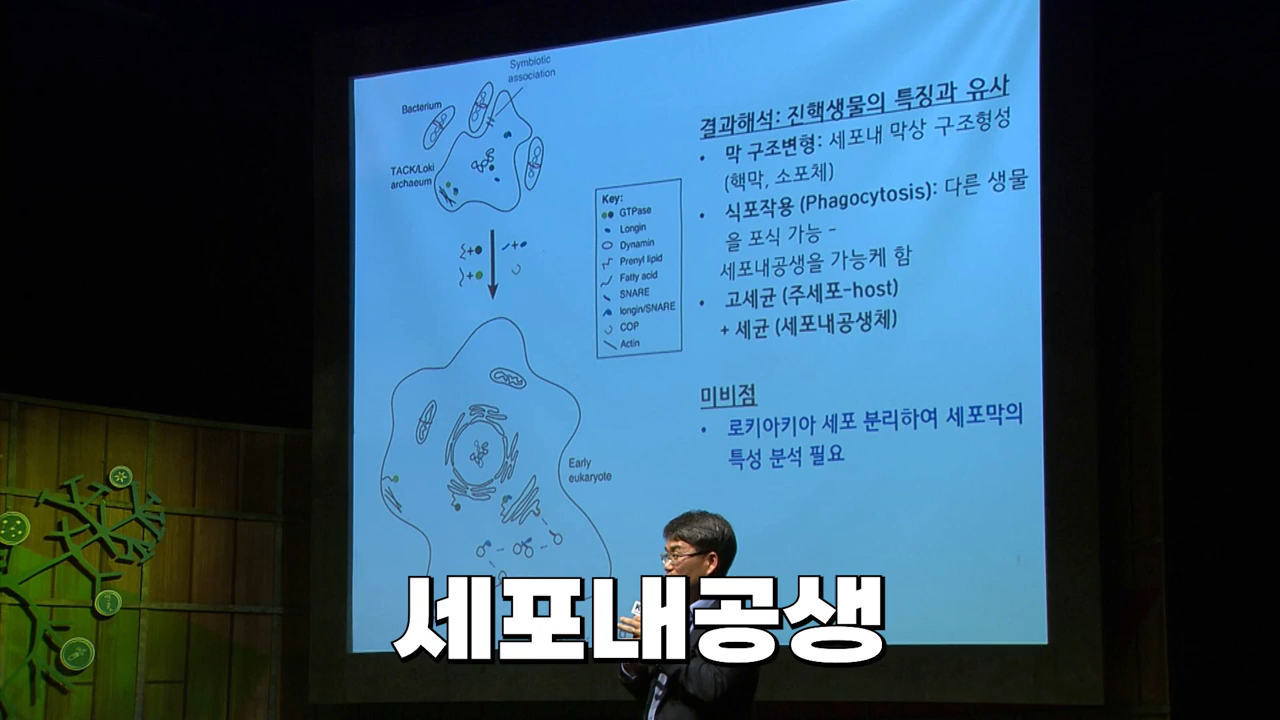 Symbiotic
association
Bacterium
TACK/Loki
archaeum
Key:
GTPase
Longin
Dynamin
Prenyl lipid
Fatty acid
SNARE
longin/SNARE
COP
Actin
Early
eukaryote
결과해석: 진핵생물의 특징과 유사
• 막 구조변형: 세포내 막상 구조형성
(핵막, 소포체)
• 식포작용 (Phagocytosis): 다른 생물
을 포식 가능 -
세포내공생을 가능케 함
• 고세균 (주세포-host)
+ 세균 (세포내공생체)
미비점
• 로키아키아 세포 분리하여 세포막의
특성 분석 필요
세포내공생